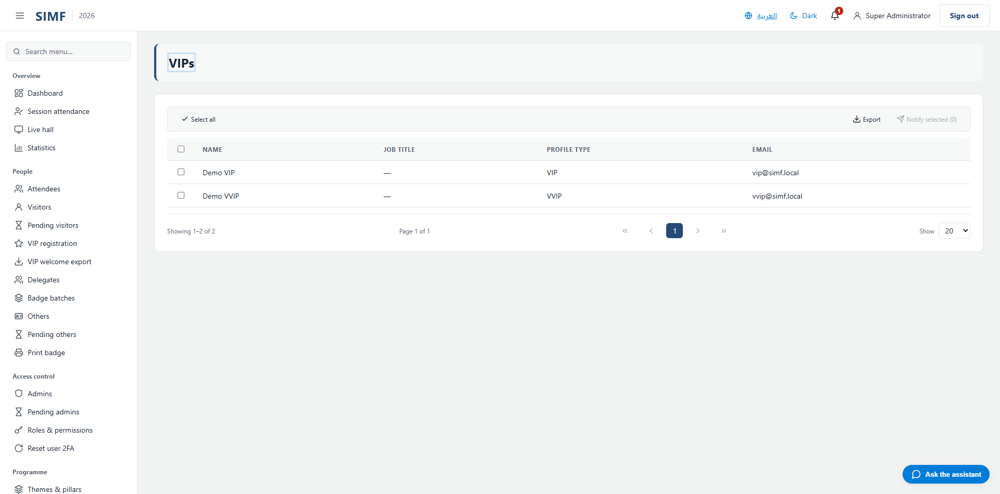 SIMF 2026
العربية Dark 1 Super Administrator Sign out
Search menu...
Overview
Dashboard
Session attendance
Live hall
Statistics
People
Attendees
Visitors
Pending visitors
VIP registration
VIP welcome export
Delegates
Badge batches
Others
Pending others
Print badge
Access control
Admins
Pending admins
Roles & permissions
Reset user 2FA
Programme
Themes & pillars
VIPs
Select all Export Notify selected (0)
NAME JOB TITLE PROFILE TYPE EMAIL
Demo VIP — VIP vip@simf.local
Demo VVIP — VVIP vvip@simf.local
Showing 1–2 of 2 Page 1 of 1 « ‹ 1 › » Show 20
Ask the assistant